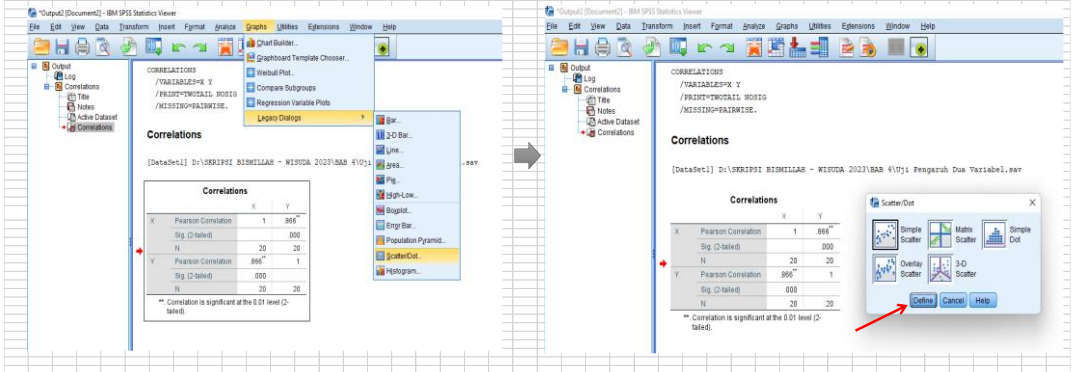 *Output2 [Document2] - IBM SPSS Statistics Viewer
File Edit View Data Transform Insert Format Analyze Graphs Utilities Extensions Window Help
Chart Builder...
Graphboard Template Chooser...
Weibull Plot...
Compare Subgroups
Regression Variable Plots
Legacy Dialogs
Bar...
3-D Bar...
Line...
Area...
Pie...
High-Low...
Boxplot...
Error Bar...
Population Pyramid...
Scatter/Dot...
Histogram...
Output
Log
Correlations
Title
Notes
Active Dataset
Correlations
CORRELATIONS
/VARIABLES=X Y
/PRINT=TWOTAIL NOSIG
/MISSING=PAIRWISE.
Correlations
[DataSet1] D:\SKRIPSI BISMILLAH - WISUDA 2023\BAB 4\Uji .sav
Correlations
X Y
X Pearson Correlation 1 .866**
Sig. (2-tailed) .000
N 20 20
Y Pearson Correlation .866** 1
Sig. (2-tailed) .000
N 20 20
**. Correlation is significant at the 0.01 level (2-
tailed).
*Output2 [Document2] - IBM SPSS Statistics Viewer
File Edit View Data Transform Insert Format Analyze Graphs Utilities Extensions Window Help
Output
Log
Correlations
Title
Notes
Active Dataset
Correlations
CORRELATIONS
/VARIABLES=X Y
/PRINT=TWOTAIL NOSIG
/MISSING=PAIRWISE.
Correlations
[DataSet1] D:\SKRIPSI BISMILLAH - WISUDA 2023\BAB 4\Uji Pengaruh Dua Variabel.sav
Correlations
X Y
X Pearson Correlation 1 .866**
Sig. (2-tailed) .000
N 20 20
Y Pearson Correlation .866** 1
Sig. (2-tailed) .000
N 20 20
**. Correlation is significant at the 0.01 level (2-
tailed).
Scatter/Dot
Simple
Scatter
Matrix
Scatter
Simple
Dot
Overlay
Scatter
3-D
Scatter
Define Cancel Help